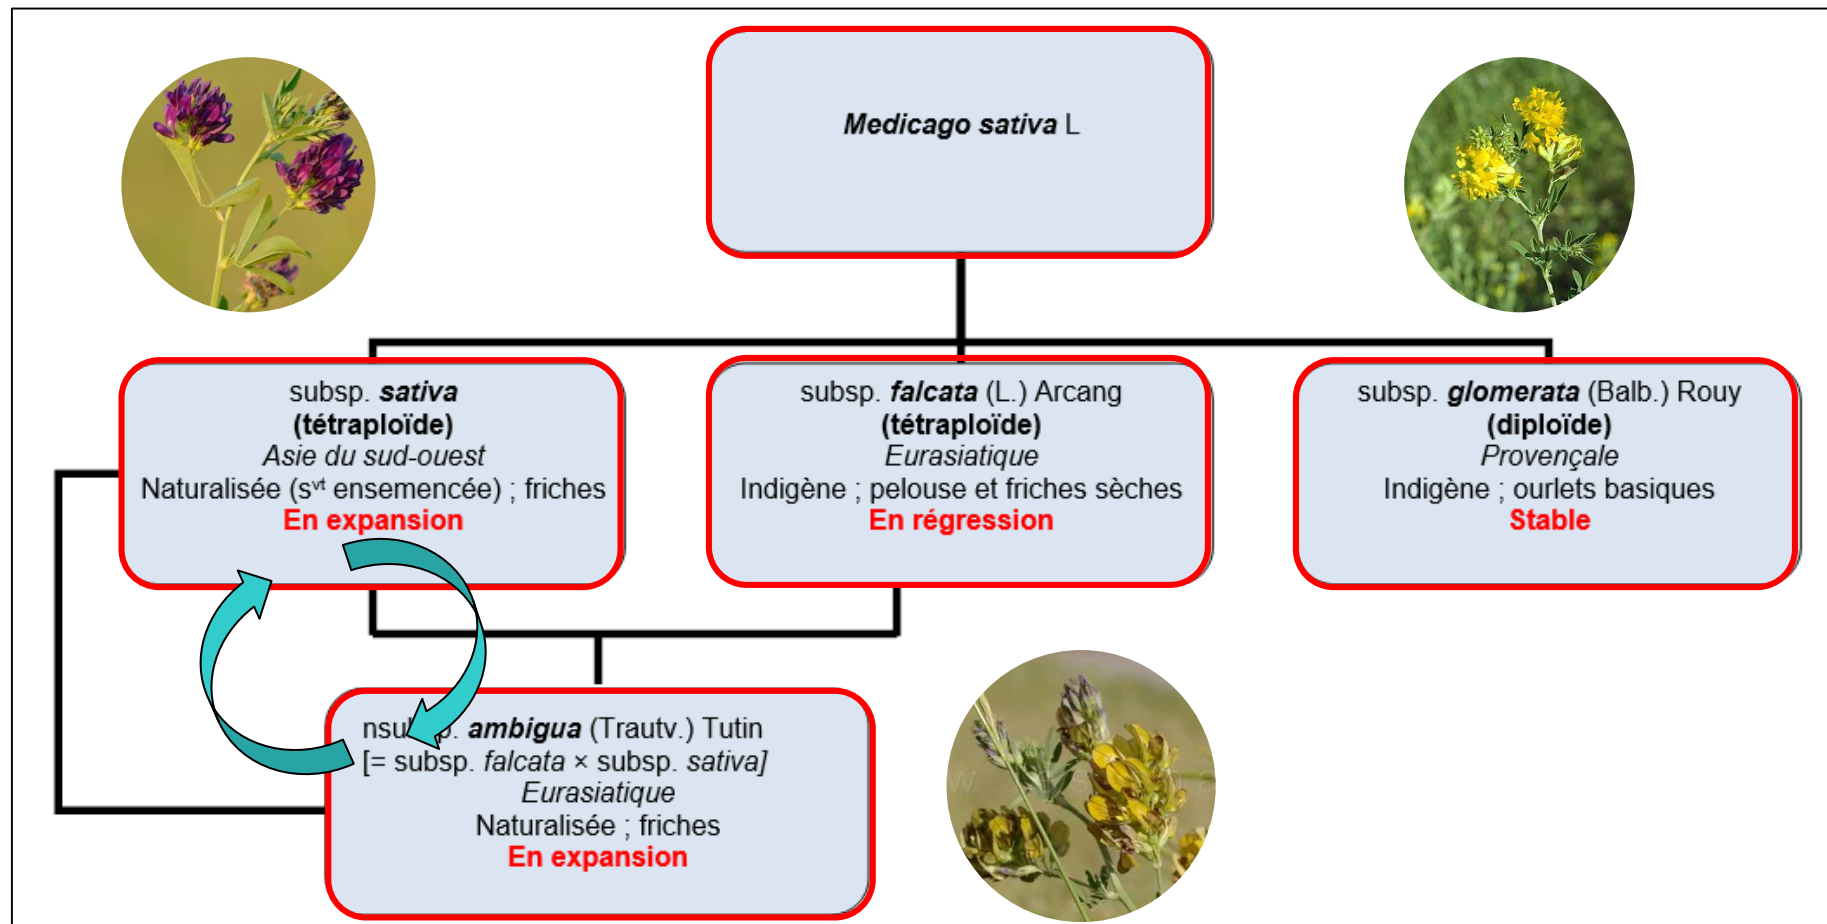 Medicago sativa L
subsp. sativa
(tétraploïde)
Asie du sud-ouest
Naturalisée (svt ensemencée) ; friches
En expansion
subsp. falcata (L.) Arcang
(tétraploïde)
Eurasiatique
Indigène ; pelouse et friches sèches
En régression
subsp. glomerata (Balb.) Rouy
(diploïde)
Provençale
Indigène ; ourlets basiques
Stable
nsubsp. ambigua (Trautv.) Tutin
[= subsp. falcata × subsp. sativa]
Eurasiatique
Naturalisée ; friches
En expansion